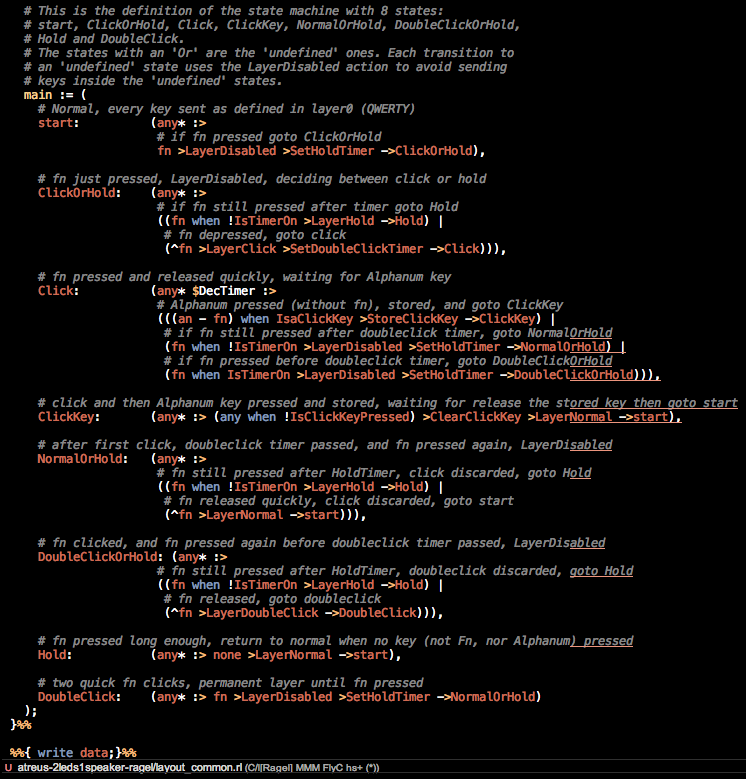 # This is the definition of the state machine with 8 states:
# start, ClickOrHold, Click, ClickKey, NormalOrHold, DoubleClickOrHold,
# Hold and DoubleClick.
# The states with an 'Or' are the 'undefined' ones. Each transition to
# an 'undefined' state uses the LayerDisabled action to avoid sending
# keys inside the 'undefined' states.
main := (
# Normal, every key sent as defined in layer0 (QWERTY)
start: (any* :>
# if fn pressed goto ClickOrHold
fn >LayerDisabled >SetHoldTimer ->ClickOrHold),
# fn just pressed, LayerDisabled, deciding between click or hold
ClickOrHold: (any* :>
# if fn still pressed after timer goto Hold
((fn when !IsTimerOn >LayerHold ->Hold) |
# fn depressed, goto click
(^fn >LayerClick >SetDoubleClickTimer ->Click))),
# fn pressed and released quickly, waiting for Alphanum key
Click: (any* $DecTimer :>
# Alphanum pressed (without fn), stored, and goto ClickKey
(((an - fn) when IsaClickKey >StoreClickKey ->ClickKey) |
# if fn still pressed after doubleclick timer, goto NormalOrHold
(fn when !IsTimerOn >LayerDisabled >SetHoldTimer ->NormalOrHold) |
# if fn pressed before doubleclick timer, goto DoubleClickOrHold
(fn when IsTimerOn >LayerDisabled >SetHoldTimer ->DoubleClickOrHold))),
# click and then Alphanum key pressed and stored, waiting for release the stored key then goto start
ClickKey: (any* :> (any when !IsClickKeyPressed) >ClearClickKey >LayerNormal ->start),
# after first click, doubleclick timer passed, and fn pressed again, LayerDisabled
NormalOrHold: (any* :>
# fn still pressed after HoldTimer, click discarded, goto Hold
((fn when !IsTimerOn >LayerHold ->Hold) |
# fn released quickly, click discarded, goto start
(^fn >LayerNormal ->start))),
# fn clicked, and fn pressed again before doubleclick timer passed, LayerDisabled
DoubleClickOrHold: (any* :>
# fn still pressed after HoldTimer, doubleclick discarded, goto Hold
((fn when !IsTimerOn >LayerHold ->Hold) |
# fn released, goto doubleclick
(^fn >LayerDoubleClick ->DoubleClick))),
# fn pressed long enough, return to normal when no key (not Fn, nor Alphanum) pressed
Hold: (any* :> none >LayerNormal ->start),
# two quick fn clicks, permanent layer until fn pressed
DoubleClick: (any* :> fn >LayerDisabled >SetHoldTimer ->NormalOrHold)
);
}%%
%%{ write data;}%%
U atreus-2leds1speaker-ragel/layout_common.rl (C/l[Ragel] MMM FlyC hs+ (*))